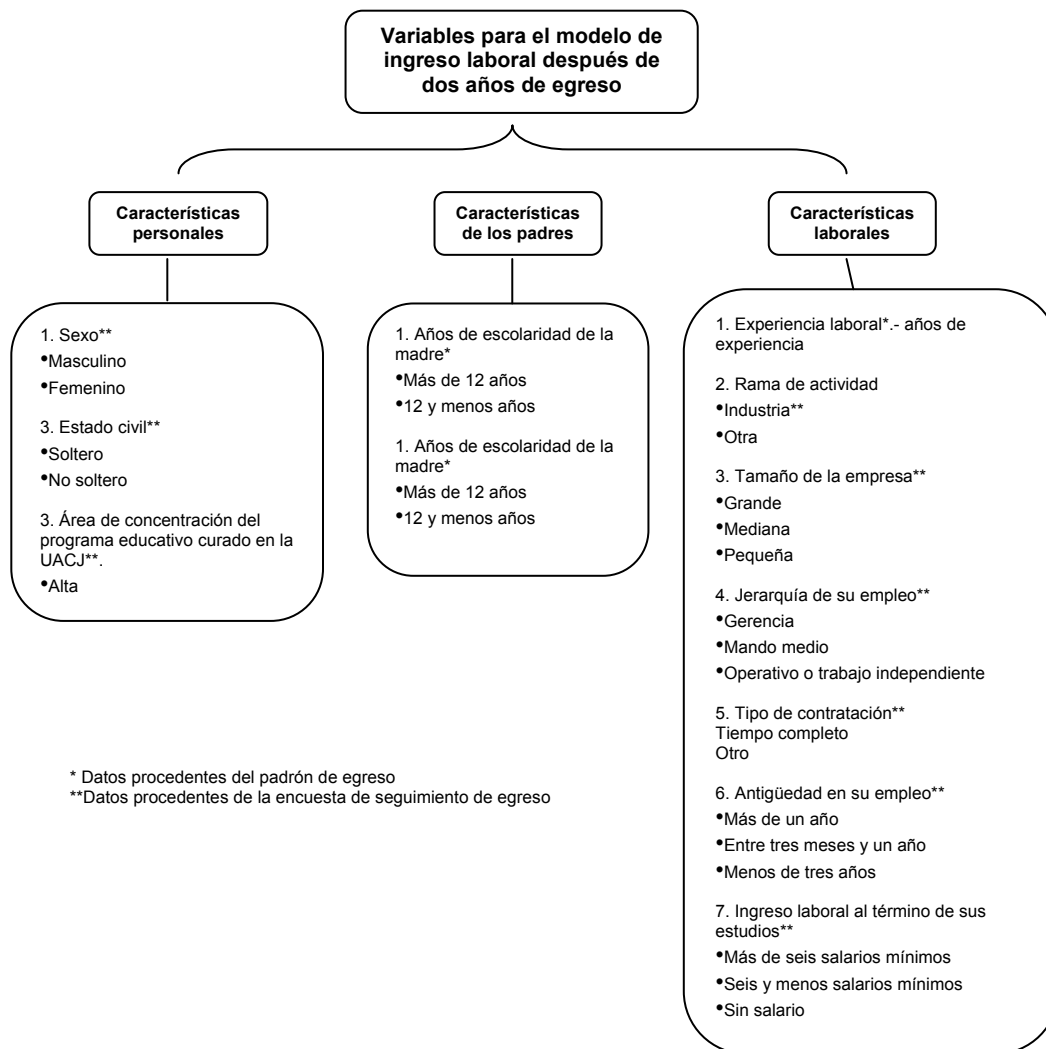 Variables para el modelo de
ingreso laboral después de
dos años de egreso
Características
personales
1. Sexo**
•Masculino
•Femenino
3. Estado civil**
•Soltero
•No soltero
3. Área de concentración del
programa educativo curado en la
UACJ**.
•Alta
Características
de los padres
1. Años de escolaridad de la
madre*
•Más de 12 años
•12 y menos años
1. Años de escolaridad de la
madre*
•Más de 12 años
•12 y menos años
Características
laborales
1. Experiencia laboral*.- años de
experiencia
2. Rama de actividad
•Industria**
•Otra
3. Tamaño de la empresa**
•Grande
•Mediana
•Pequeña
4. Jerarquía de su empleo**
•Gerencia
•Mando medio
•Operativo o trabajo independiente
5. Tipo de contratación**
Tiempo completo
Otro
6. Antigüedad en su empleo**
•Más de un año
•Entre tres meses y un año
•Menos de tres años
7. Ingreso laboral al término de sus
estudios**
•Más de seis salarios mínimos
•Seis y menos salarios mínimos
•Sin salario
* Datos procedentes del padrón de egreso
**Datos procedentes de la encuesta de seguimiento de egreso